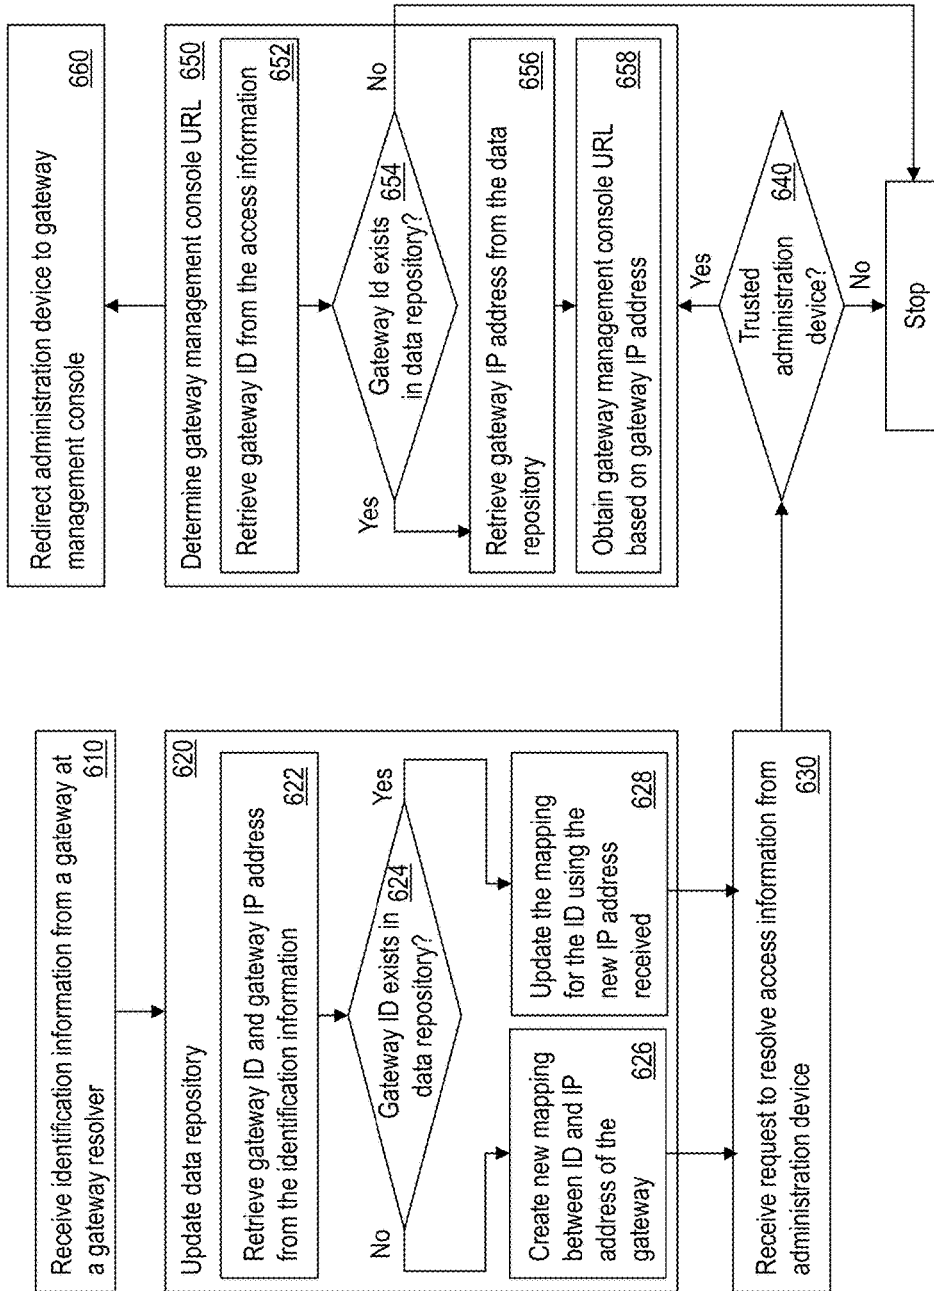 Receive identification information from a gateway at
a gateway resolver
610
Update data repository
620
Retrieve gateway ID and gateway IP address
from the identification information
622
Gateway ID exists in
data repository?
624
No
Yes
Create new mapping
between ID and IP
address of the
gateway
626
Update the mapping
for the ID using the
new IP address
received
628
Receive request to resolve access information from
administration device
630
Trusted
administration
device?
640
Yes
No
Stop
Determine gateway management console URL
650
Retrieve gateway ID from the access information
652
Gateway Id exists
in data repository?
654
Yes
No
Retrieve gateway IP address from the data
repository
656
Obtain gateway management console URL
based on gateway IP address
658
Redirect administration device to gateway
management console
660